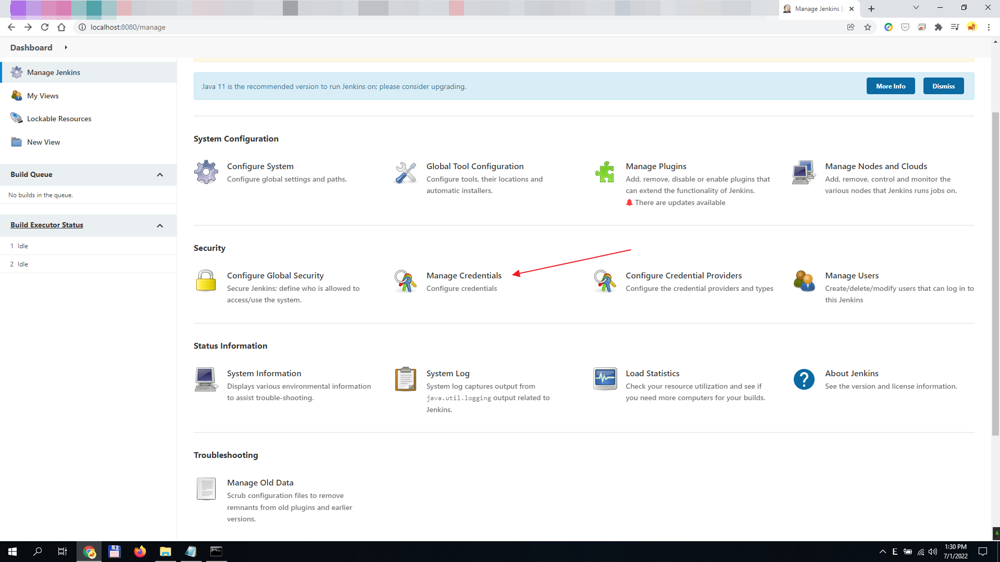 Manage Jenkins [
localhost:8080/manage
Dashboard
Manage Jenkins
My Views
Lockable Resources
New View
Build Queue
No builds in the queue.
Build Executor Status
1 Idle
2 Idle
Java 11 is the recommended version to run Jenkins on; please consider upgrading.
More Info
Dismiss
System Configuration
Configure System
Configure global settings and paths.
Global Tool Configuration
Configure tools, their locations and
automatic installers.
Manage Plugins
Add, remove, disable or enable plugins that
can extend the functionality of Jenkins.
There are updates available
Manage Nodes and Clouds
Add, remove, control and monitor the
various nodes that Jenkins runs jobs on.
Security
Configure Global Security
Secure Jenkins; define who is allowed to
access/use the system.
Manage Credentials
Configure credentials
Configure Credential Providers
Configure the credential providers and types
Manage Users
Create/delete/modify users that can log in to
this Jenkins
Status Information
System Information
Displays various environmental information
to assist trouble-shooting.
System Log
System log captures output from
java.util.logging output related to
Jenkins.
Load Statistics
Check your resource utilization and see if
you need more computers for your builds.
?
About Jenkins
See the version and license information.
Troubleshooting
Manage Old Data
Scrub configuration files to remove
remnants from old plugins and earlier
versions.
E
1:30 PM
7/1/2022